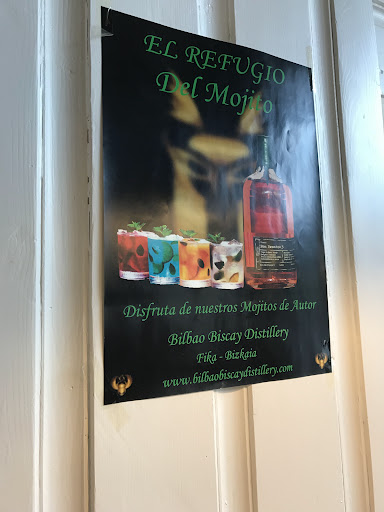 EL REFUGIO
Del Mojito
Disfruta de nuestros Mojitos de Autor
Bilbao Biscay Distillery
Fika - Bizkaia
www.bilbaobiscaydistillery.com